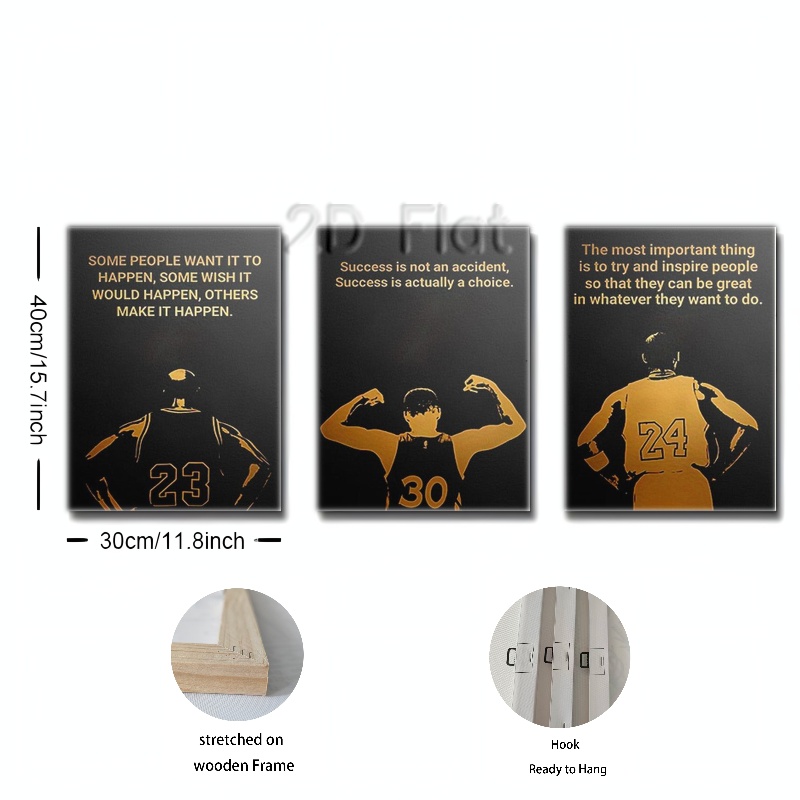 2D Flat
SOME PEOPLE WANT IT TO
HAPPEN, SOME WISH IT
WOULD HAPPEN, OTHERS
MAKE IT HAPPEN.
23
Success is not an accident,
Success is actually a choice.
30
The most important thing
is to try and inspire people
so that they can be great
in whatever they want to do.
24
40cm/15.7inch
30cm/11.8inch
stretched on
wooden Frame
Hook
Ready to Hang